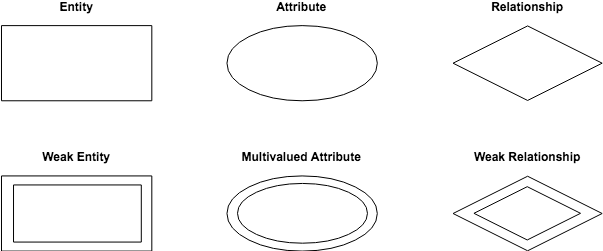 Entity
Attribute
Relationship
Weak Entity
Multivalued Attribute
Weak Relationship